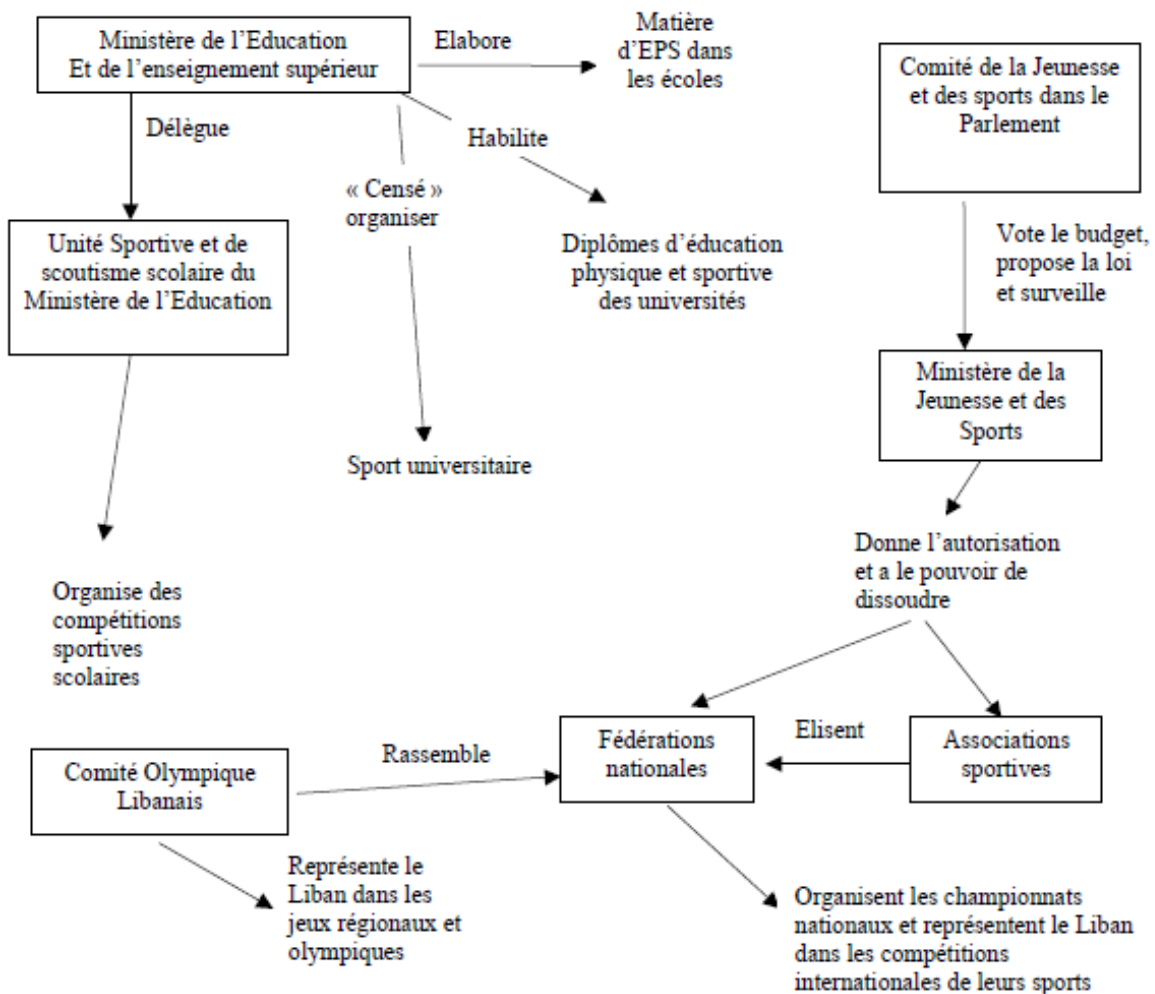 Ministère de l'Education
Et de l'enseignement supérieur
Elabore
Matière
d'EPS dans
les écoles
Comité de la Jeunesse
et des sports dans le
Parlement
Délègue
Habilite
« Censé »
organiser
Unité Sportive et de
scoutisme scolaire du
Ministère de l'Education
Diplômes d'éducation
physique et sportive
des universités
Vote le budget,
propose la loi
et surveille
Ministère de la
Jeunesse et des
Sports
Sport universitaire
Donne l'autorisation
et a le pouvoir de
dissoudre
Organise des
compétitions
sportives
scolaires
Comité Olympique
Libanais
Rassemble
Fédérations
nationales
Elisent
Associations
sportives
Représente le
Liban dans les
jeux régionaux et
olympiques
Organisent les championnats
nationaux et représentent le Liban
dans les compétitions
internationales de leurs sports